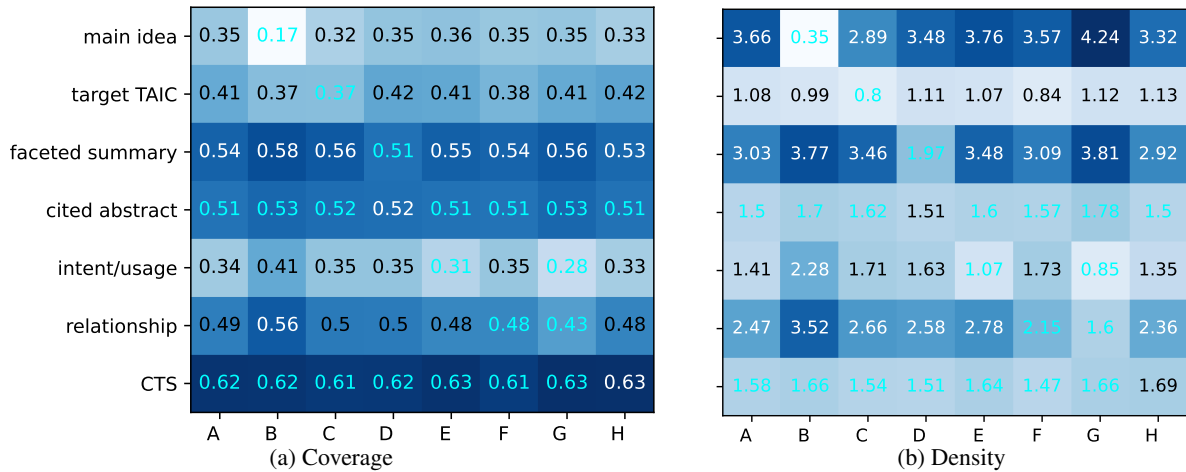 main idea 0.35 0.17 0.32 0.35 0.36 0.35 0.35 0.33
target TAIC 0.41 0.37 0.37 0.42 0.41 0.38 0.41 0.42
faceted summary 0.54 0.58 0.56 0.51 0.55 0.54 0.56 0.53
cited abstract 0.51 0.53 0.52 0.52 0.51 0.51 0.53 0.51
intent/usage 0.34 0.41 0.35 0.35 0.31 0.35 0.28 0.33
relationship 0.49 0.56 0.5 0.5 0.48 0.48 0.43 0.48
CTS 0.62 0.62 0.61 0.62 0.63 0.61 0.63 0.63
A B C D E F G H
(a) Coverage
3.66 0.35 2.89 3.48 3.76 3.57 4.24 3.32
1.08 0.99 0.8 1.11 1.07 0.84 1.12 1.13
3.03 3.77 3.46 1.97 3.48 3.09 3.81 2.92
1.5 1.7 1.62 1.51 1.6 1.57 1.78 1.5
1.41 2.28 1.71 1.63 1.07 1.73 0.85 1.35
2.47 3.52 2.66 2.58 2.78 2.15 1.6 2.36
1.58 1.66 1.54 1.51 1.64 1.47 1.66 1.69
A B C D E F G H
(b) Density